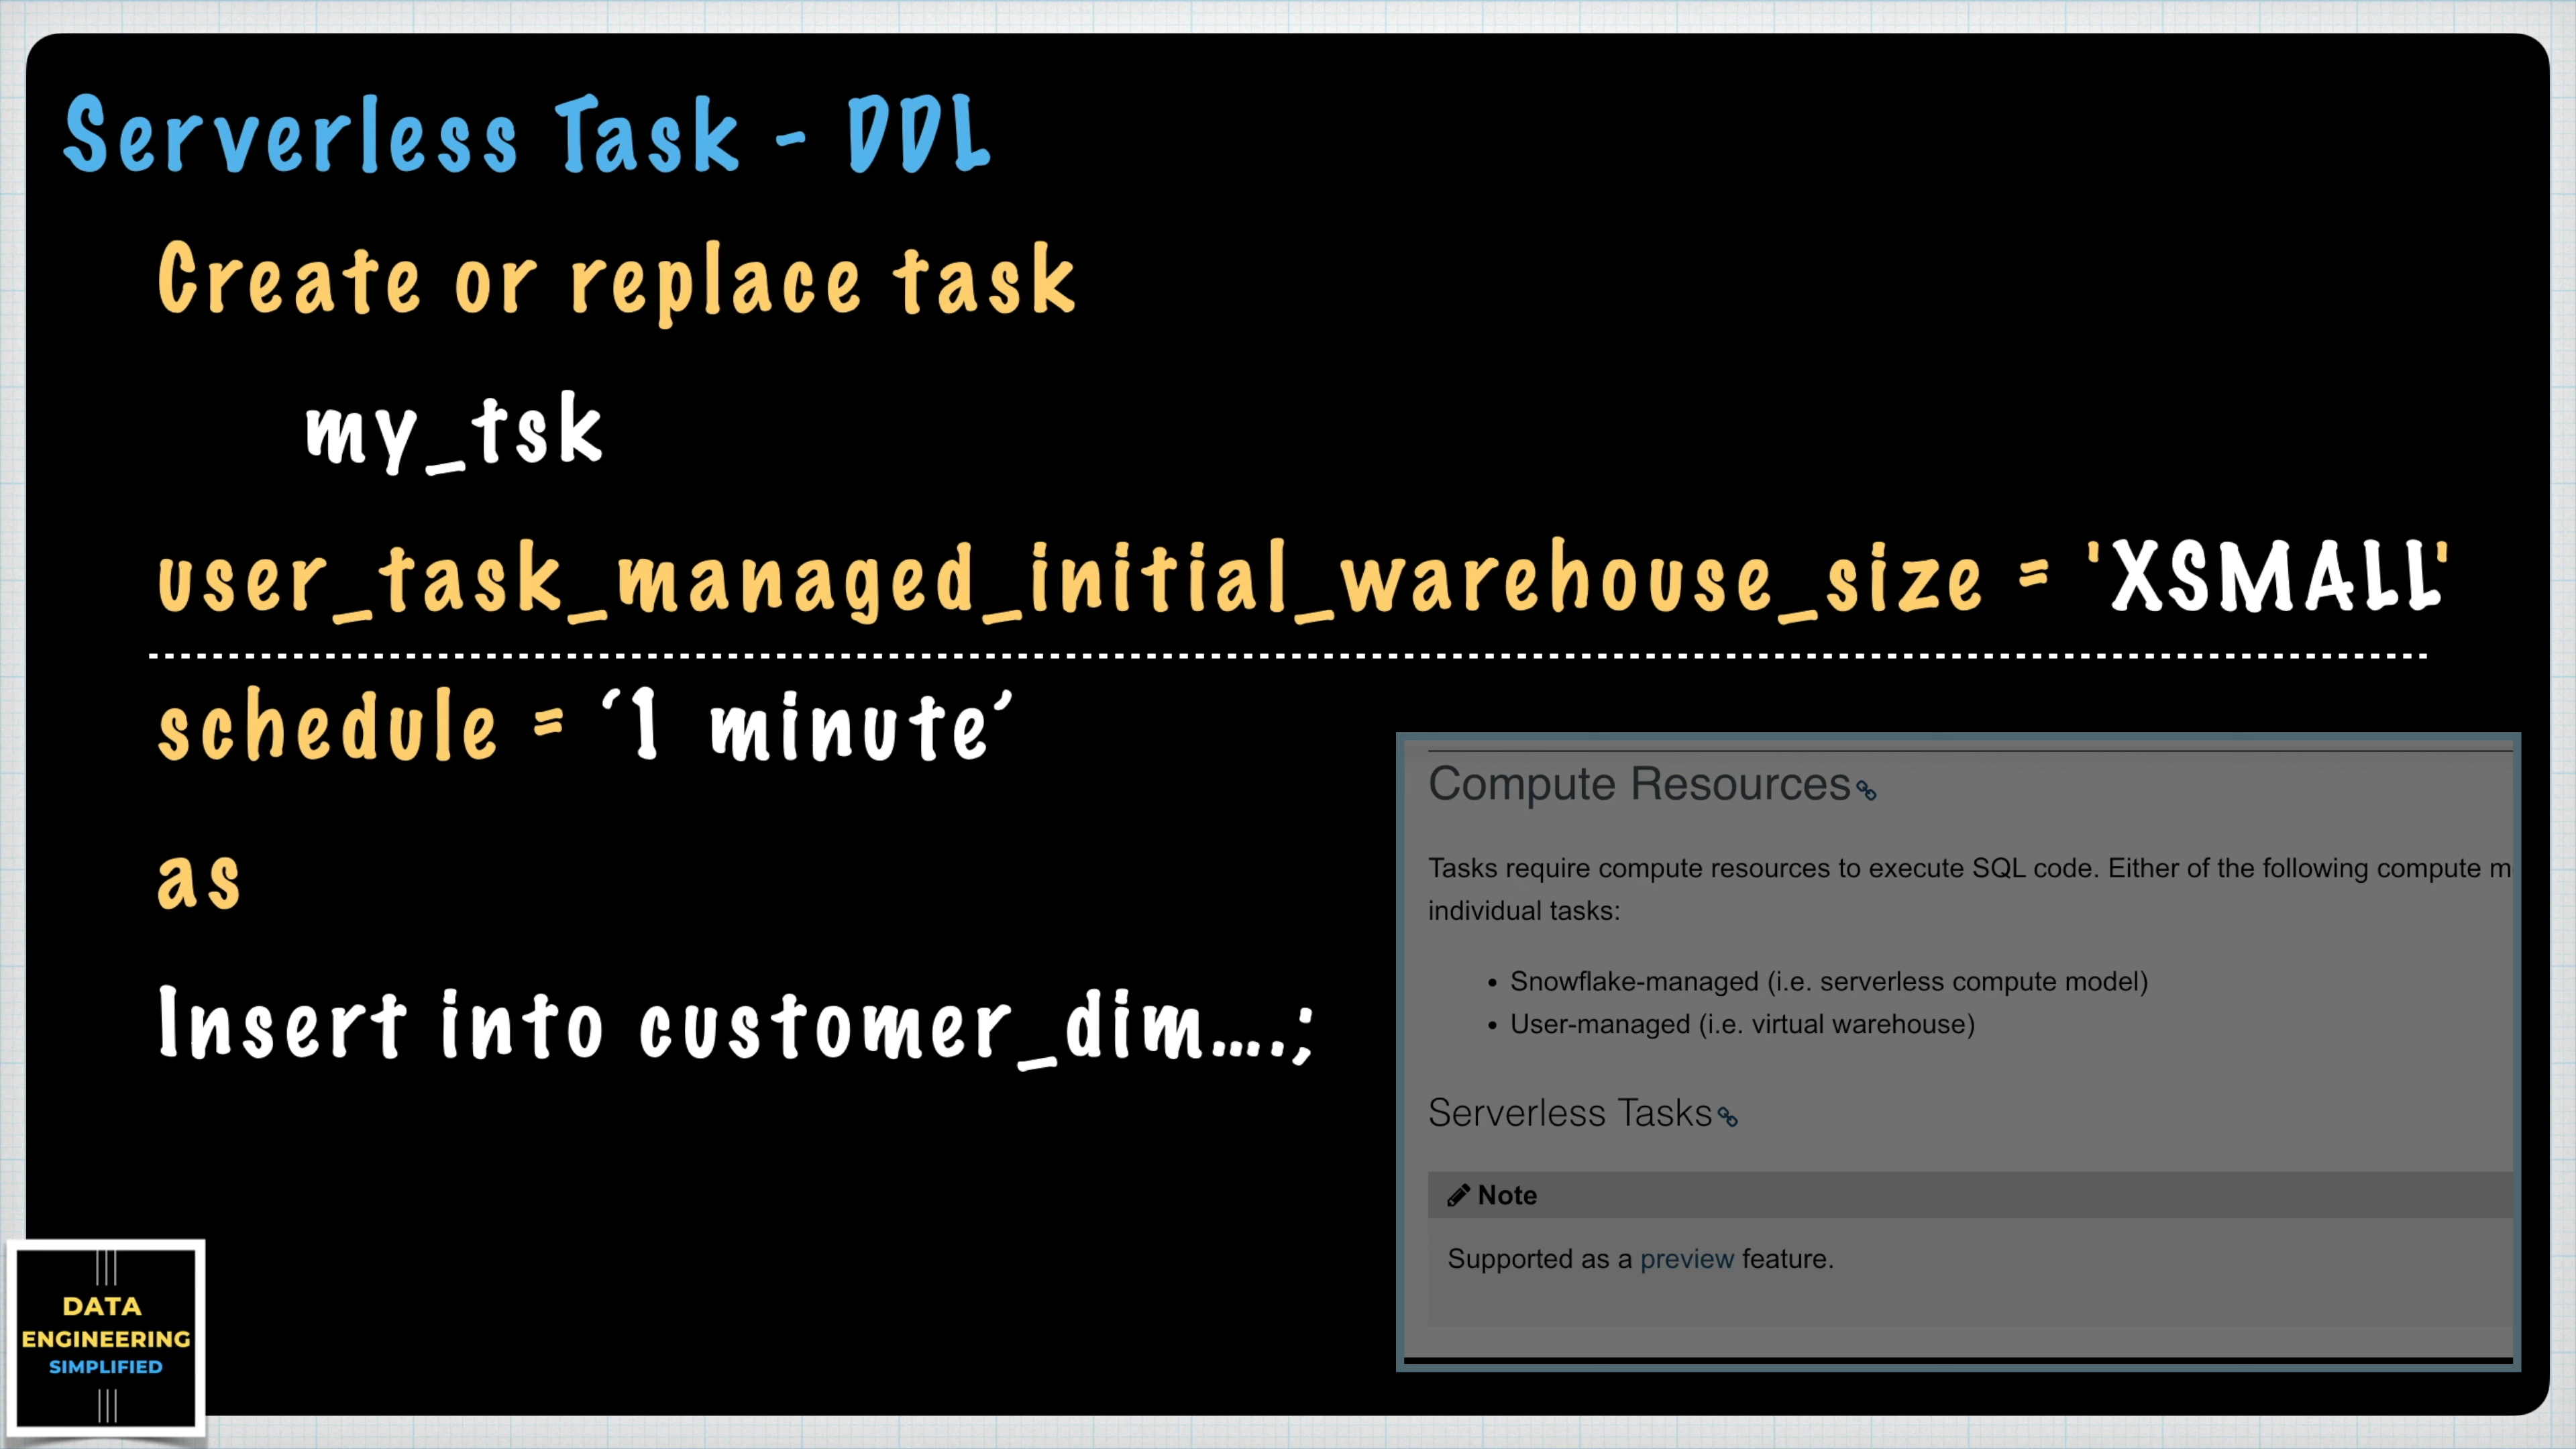 Serverless Task - DDL
Create or replace task
my_tsk
user_task_managed_initial_warehouse_size = 'XSMALL'
schedule = ‘1 minute’
as
Insert into customer_dim….;
Compute Resources
Tasks require compute resources to execute SQL code. Either of the following compute m
individual tasks:
• Snowflake-managed (i.e. serverless compute model)
• User-managed (i.e. virtual warehouse)
Serverless Tasks
Note
Supported as a preview feature.
DATA
ENGINEERING
SIMPLIFIED